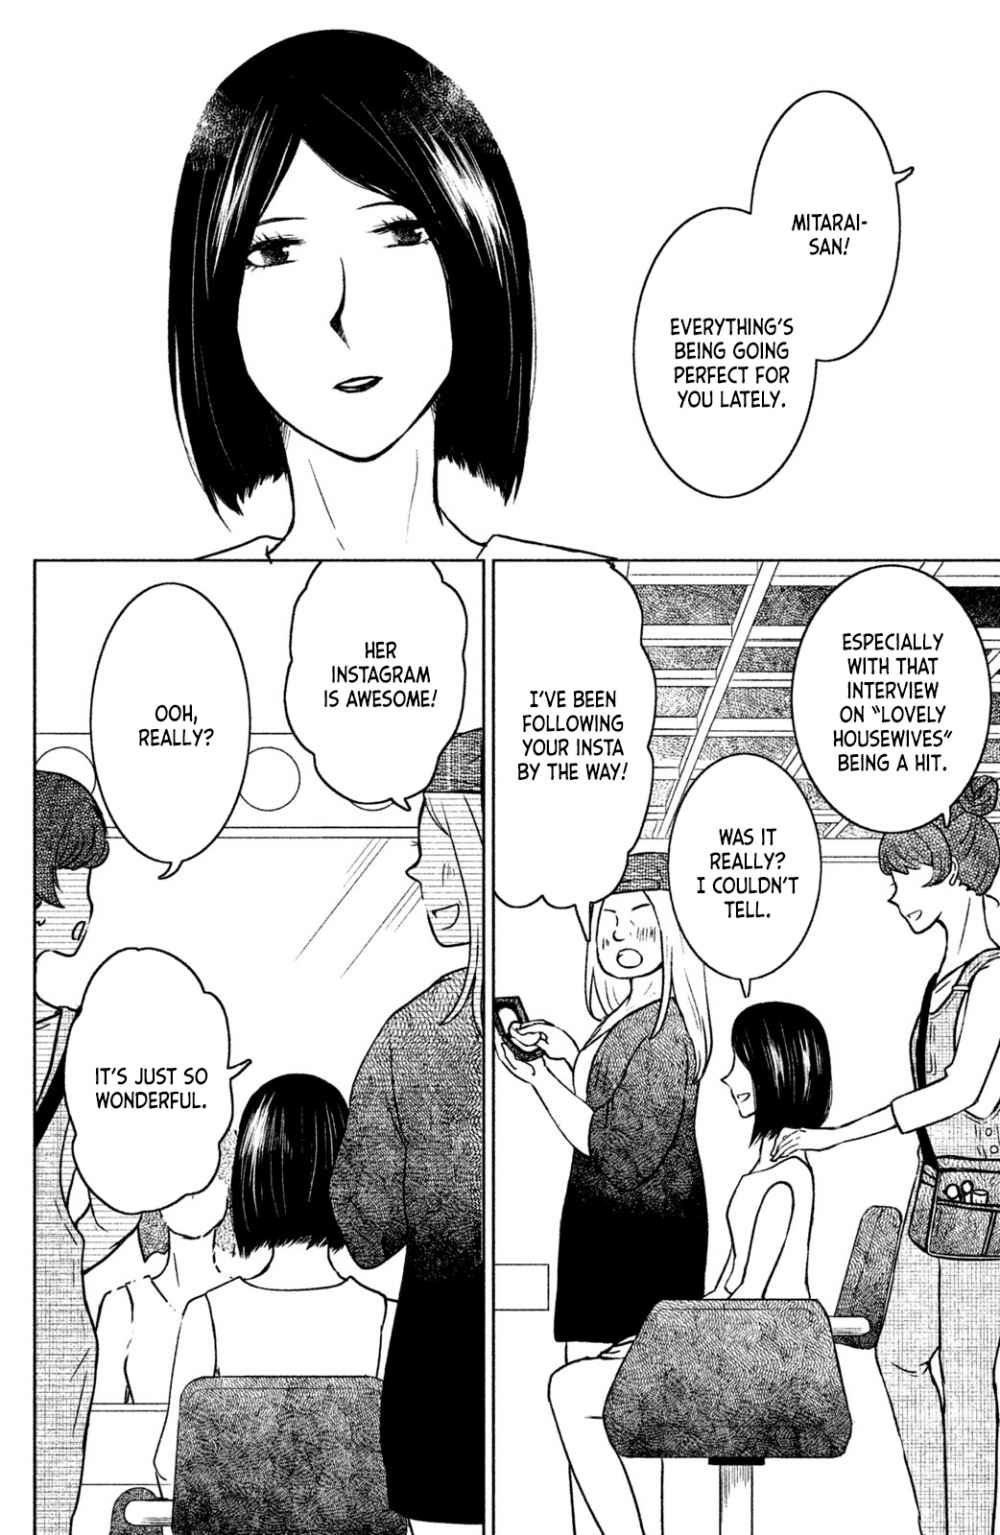 MITARAI-
SAN!
EVERYTHING'S
BEING GOING
PERFECT FOR
YOU LATELY.
ESPECIALLY
WITH THAT
INTERVIEW
ON "LOVELY
HOUSEWIVES"
BEING A HIT.
WAS IT
REALLY?
I COULDN'T
TELL.
I'VE BEEN
FOLLOWING
YOUR INSTA
BY THE WAY!
HER
INSTAGRAM
IS AWESOME!
OOH,
REALLY?
IT'S JUST SO
WONDERFUL.